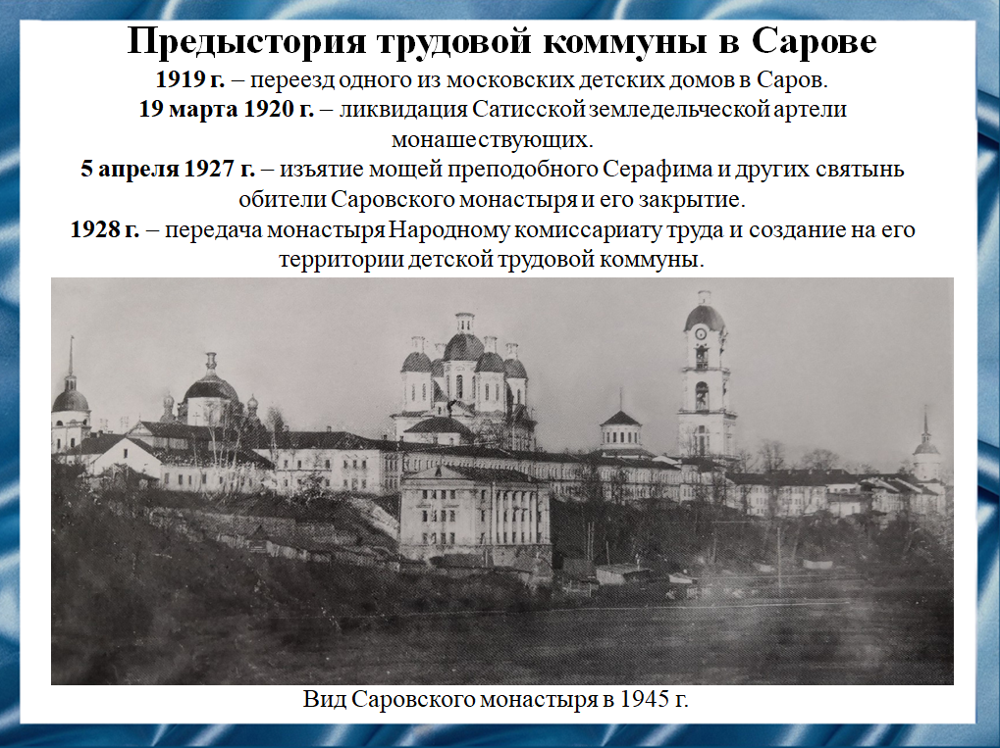 Предыстория трудовой коммуны в Сарове
1919 г. – переезд одного из московских детских домов в Саров.
19 марта 1920 г. – ликвидация Сатисской земледельческой артели
монашествующих.
5 апреля 1927 г. – изъятие мощей преподобного Серафима и других святынь
обители Саровского монастыря и его закрытие.
1928 г. – передача монастыря Народному комиссариату труда и создание на его
территории детской трудовой коммуны.
Вид Саровского монастыря в 1945 г.